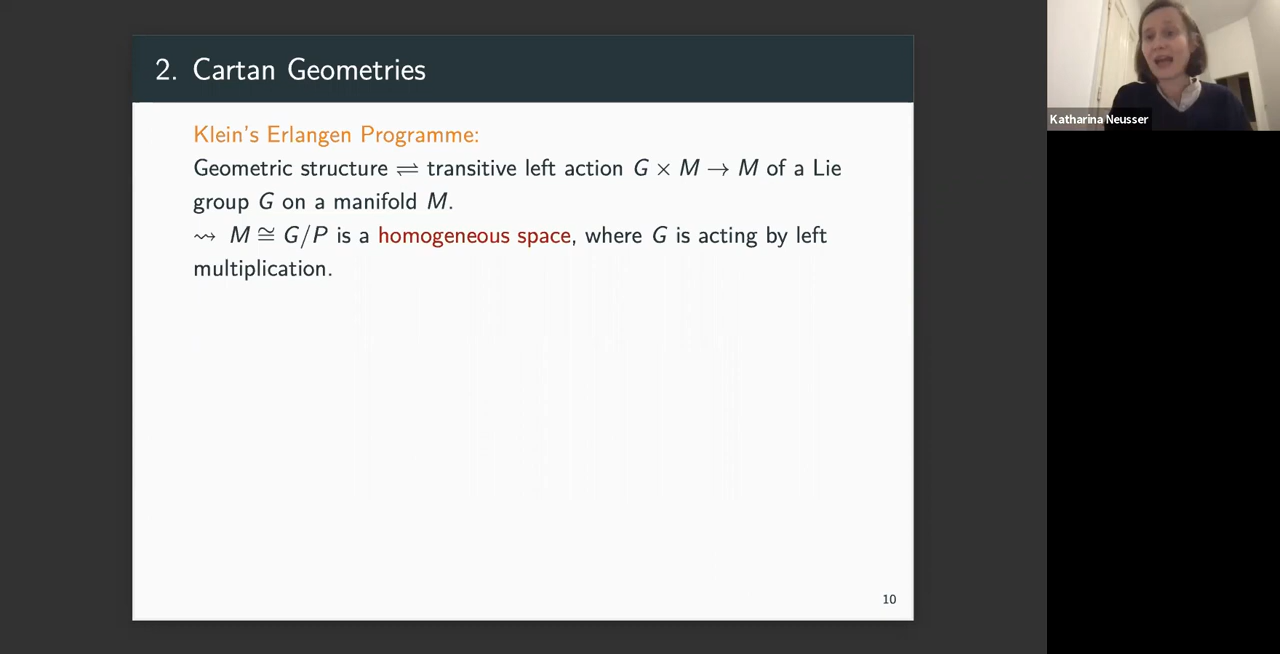 2. Cartan Geometries
Klein's Erlangen Programme:
Geometric structure ⇌ transitive left action G × M → M of a Lie
group G on a manifold M.
⇝ M ≅ G/P is a homogeneous space, where G is acting by left
multiplication.
10
Katharina Neusser